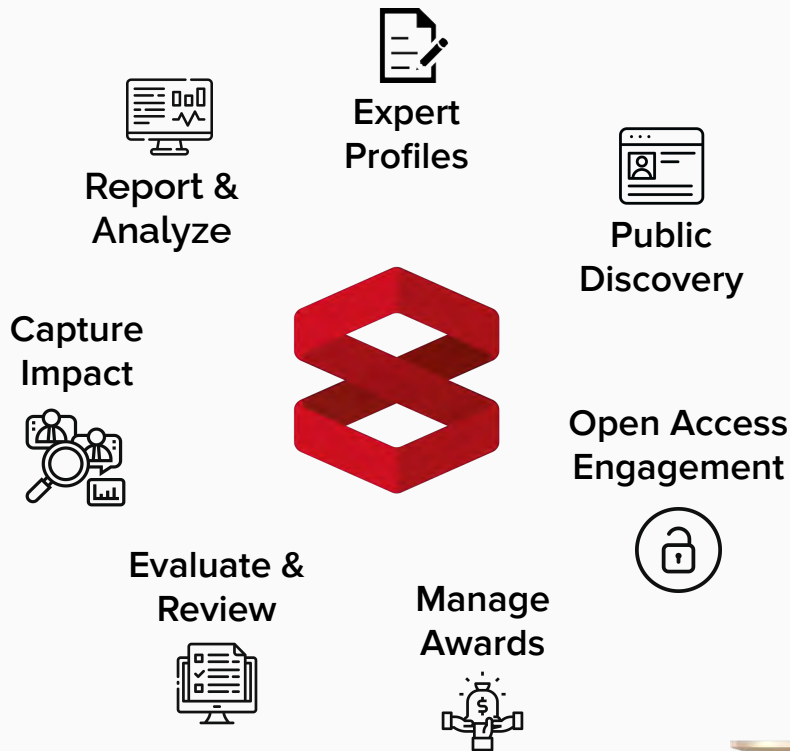 Expert
Profiles
Report &
Analyze
Public
Discovery
Capture
Impact
Open Access
Engagement
Evaluate &
Review
Manage
Awards
$